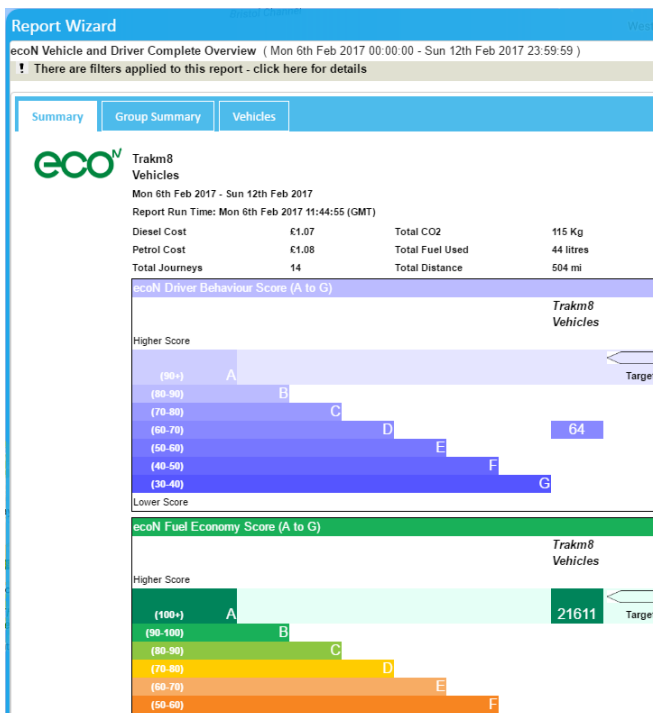 Report Wizard
ecoN Vehicle and Driver Complete Overview ( Mon 6th Feb 2017 00:00:00 - Sun 12th Feb 2017 23:59:59 )
! There are filters applied to this report - click here for details
Summary Group Summary Vehicles
eco N Trakm8
Vehicles
Mon 6th Feb 2017 - Sun 12th Feb 2017
Report Run Time: Mon 6th Feb 2017 11:44:55 (GMT)
Diesel Cost £1.07 Total CO2 115 Kg
Petrol Cost £1.08 Total Fuel Used 44 litres
Total Journeys 14 Total Distance 504 mi
ecoN Driver Behaviour Score (A to G)
Trakm8
Vehicles
Higher Score
(90+) A Target
(80-90) B
(70-80) C
(60-70) D 64
(50-60) E
(40-50) F
(30-40) G
Lower Score
ecoN Fuel Economy Score (A to G)
Trakm8
Vehicles
Higher Score
(100+) A 21611 Target
(90-100) B
(80-90) C
(70-80) D
(60-70) E
(50-60) F